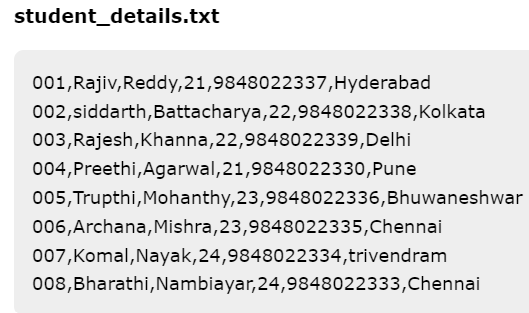 student_details.txt
001,Rajiv,Reddy,21,9848022337,Hyderabad
002,siddarth,Battacharya,22,9848022338,Kolkata
003,Rajesh,Khanna,22,9848022339,Delhi
004,Preethi,Agarwal,21,9848022330,Pune
005,Trupthi,Mohanthy,23,9848022336,Bhuwaneshwar
006,Archana,Mishra,23,9848022335,Chennai
007,Komal,Nayak,24,9848022334,trivendram
008,Bharathi,Nambiayar,24,9848022333,Chennai